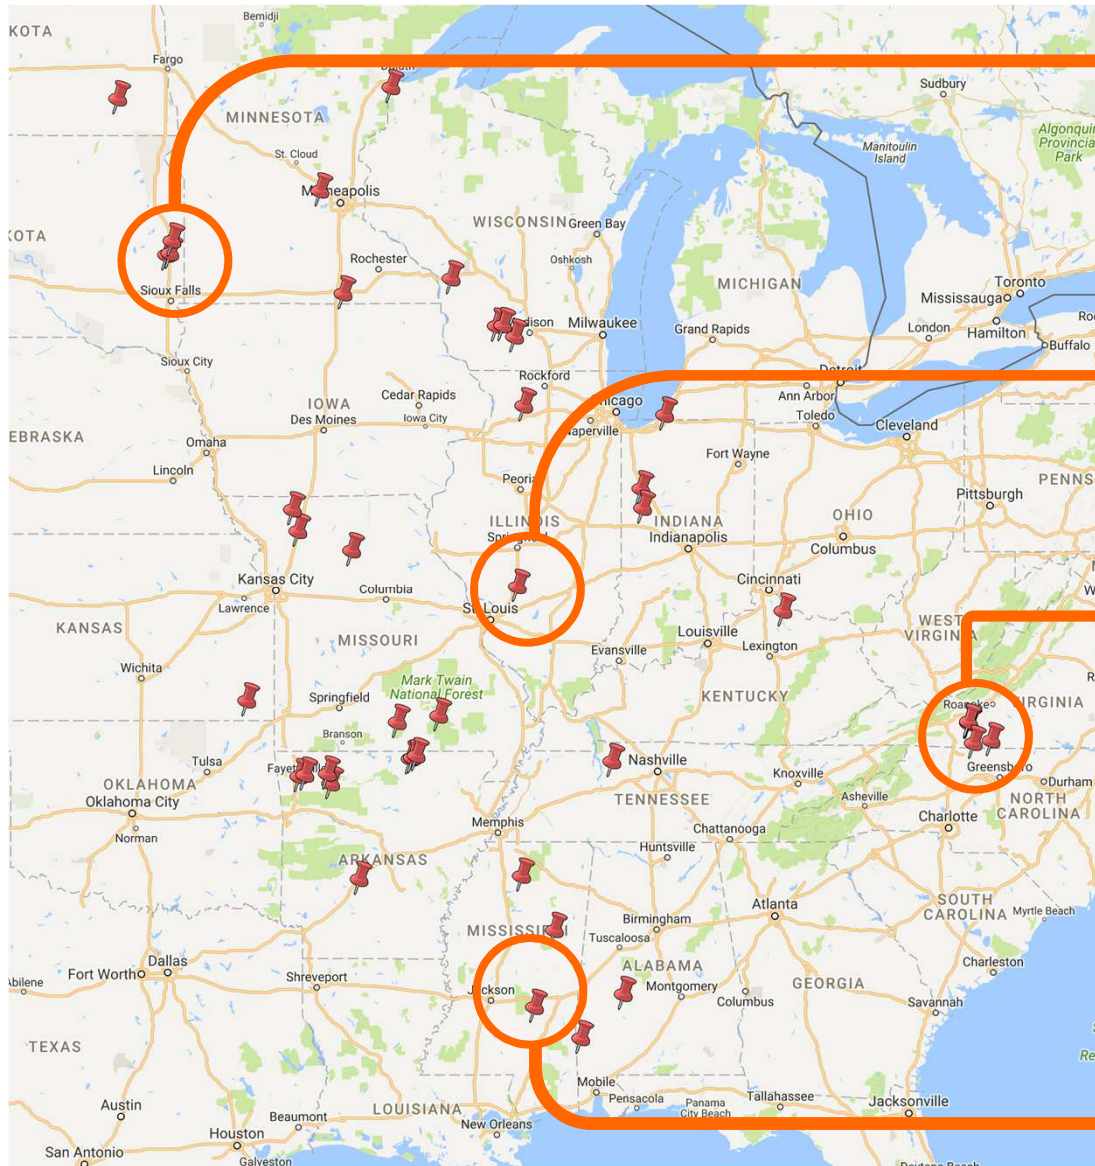 KOTA
Bemidji
Fargo
Duluth
Sudbury
MINNESOTA
Algonquin
Provincial
Park
Manitoulin
Island
St. Cloud
Minneapolis
WISCONSIN
Green Bay
KOTA
Oshkosh
Rochester
MICHIGAN
Toronto
Sioux Falls
Mississauga
Hamilton
Milwaukee
Grand Rapids
London
Buffalo
Sioux City
Detroit
Rockford
Ann Arbor
Cedar Rapids
Chicago
IOWA
Iowa City
Des Moines
Toledo
Cleveland
Naperville
EBRASKA
Omaha
Fort Wayne
Lincoln
Peoria
PENNS
Pittsburgh
ILLINOIS
INDIANA
OHIO
Springfield
Indianapolis
Columbus
Kansas City
Cincinnati
Columbia
Lawrence
St. Louis
KANSAS
WEST
VIRGINIA
MISSOURI
Louisville
Evansville
Lexington
Wichita
Mark Twain
National Forest
KENTUCKY
Springfield
Roanoke
VIRGINIA
Branson
Nashville
Tulsa
Fayetteville
Greensboro
Knoxville
Durham
OKLAHOMA
TENNESSEE
Oklahoma City
Asheville
NORTH
CAROLINA
Charlotte
Memphis
Norman
Chattanooga
Huntsville
ARKANSAS
Atlanta
SOUTH
CAROLINA
Myrtle Beach
Birmingham
MISSISSIPPI
Tuscaloosa
Dallas
ALABAMA
Charleston
Fort Worth
Abilene
Shreveport
GEORGIA
Jackson
Montgomery
Columbus
Savannah
TEXAS
Mobile
Tallahassee
Pensacola
Panama
City Beach
Jacksonville
Austin
LOUISIANA
Beaumont
New Orleans
Houston
San Antonio
Galveston
Daytona Beach